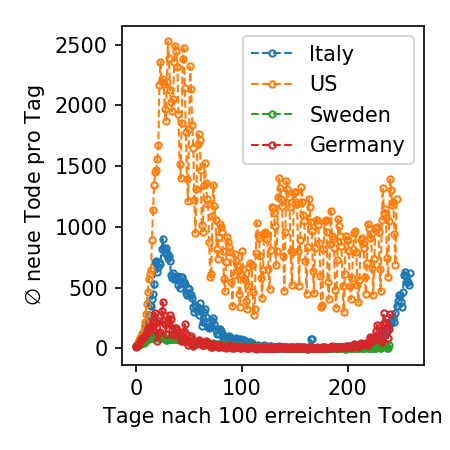 2500
2000
1500
1000
500
0
0
100
200
∅ neue Tode pro Tag
Tage nach 100 erreichten Toden
Italy
US
Sweden
Germany